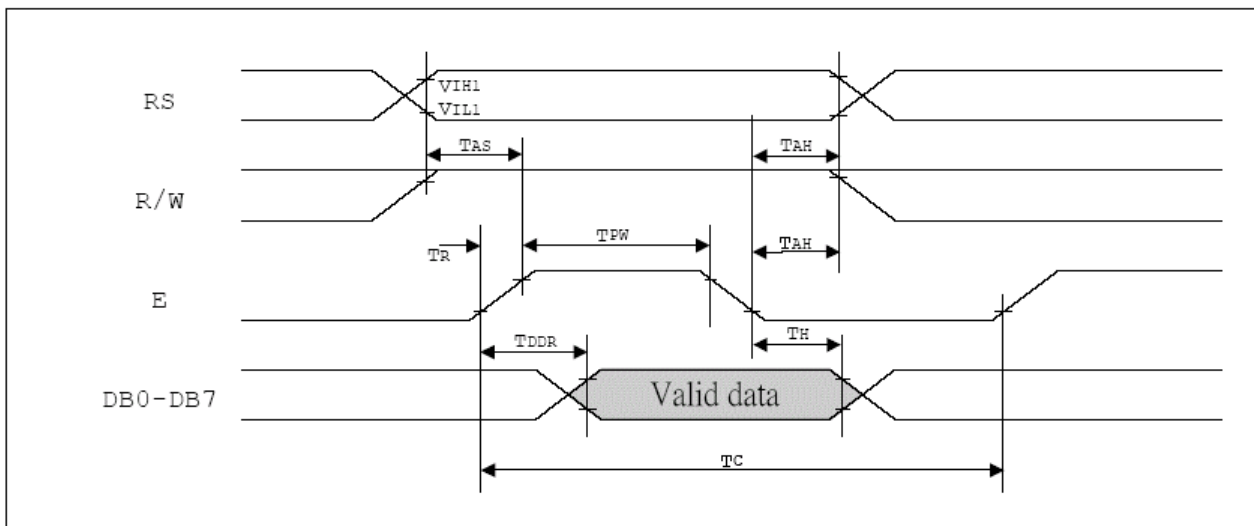 RS
VIH1
VIL1
TAS
TAH
R/W
TR
TPW
TAH
E
TDDR
TH
DB0-DB7
Valid data
TC